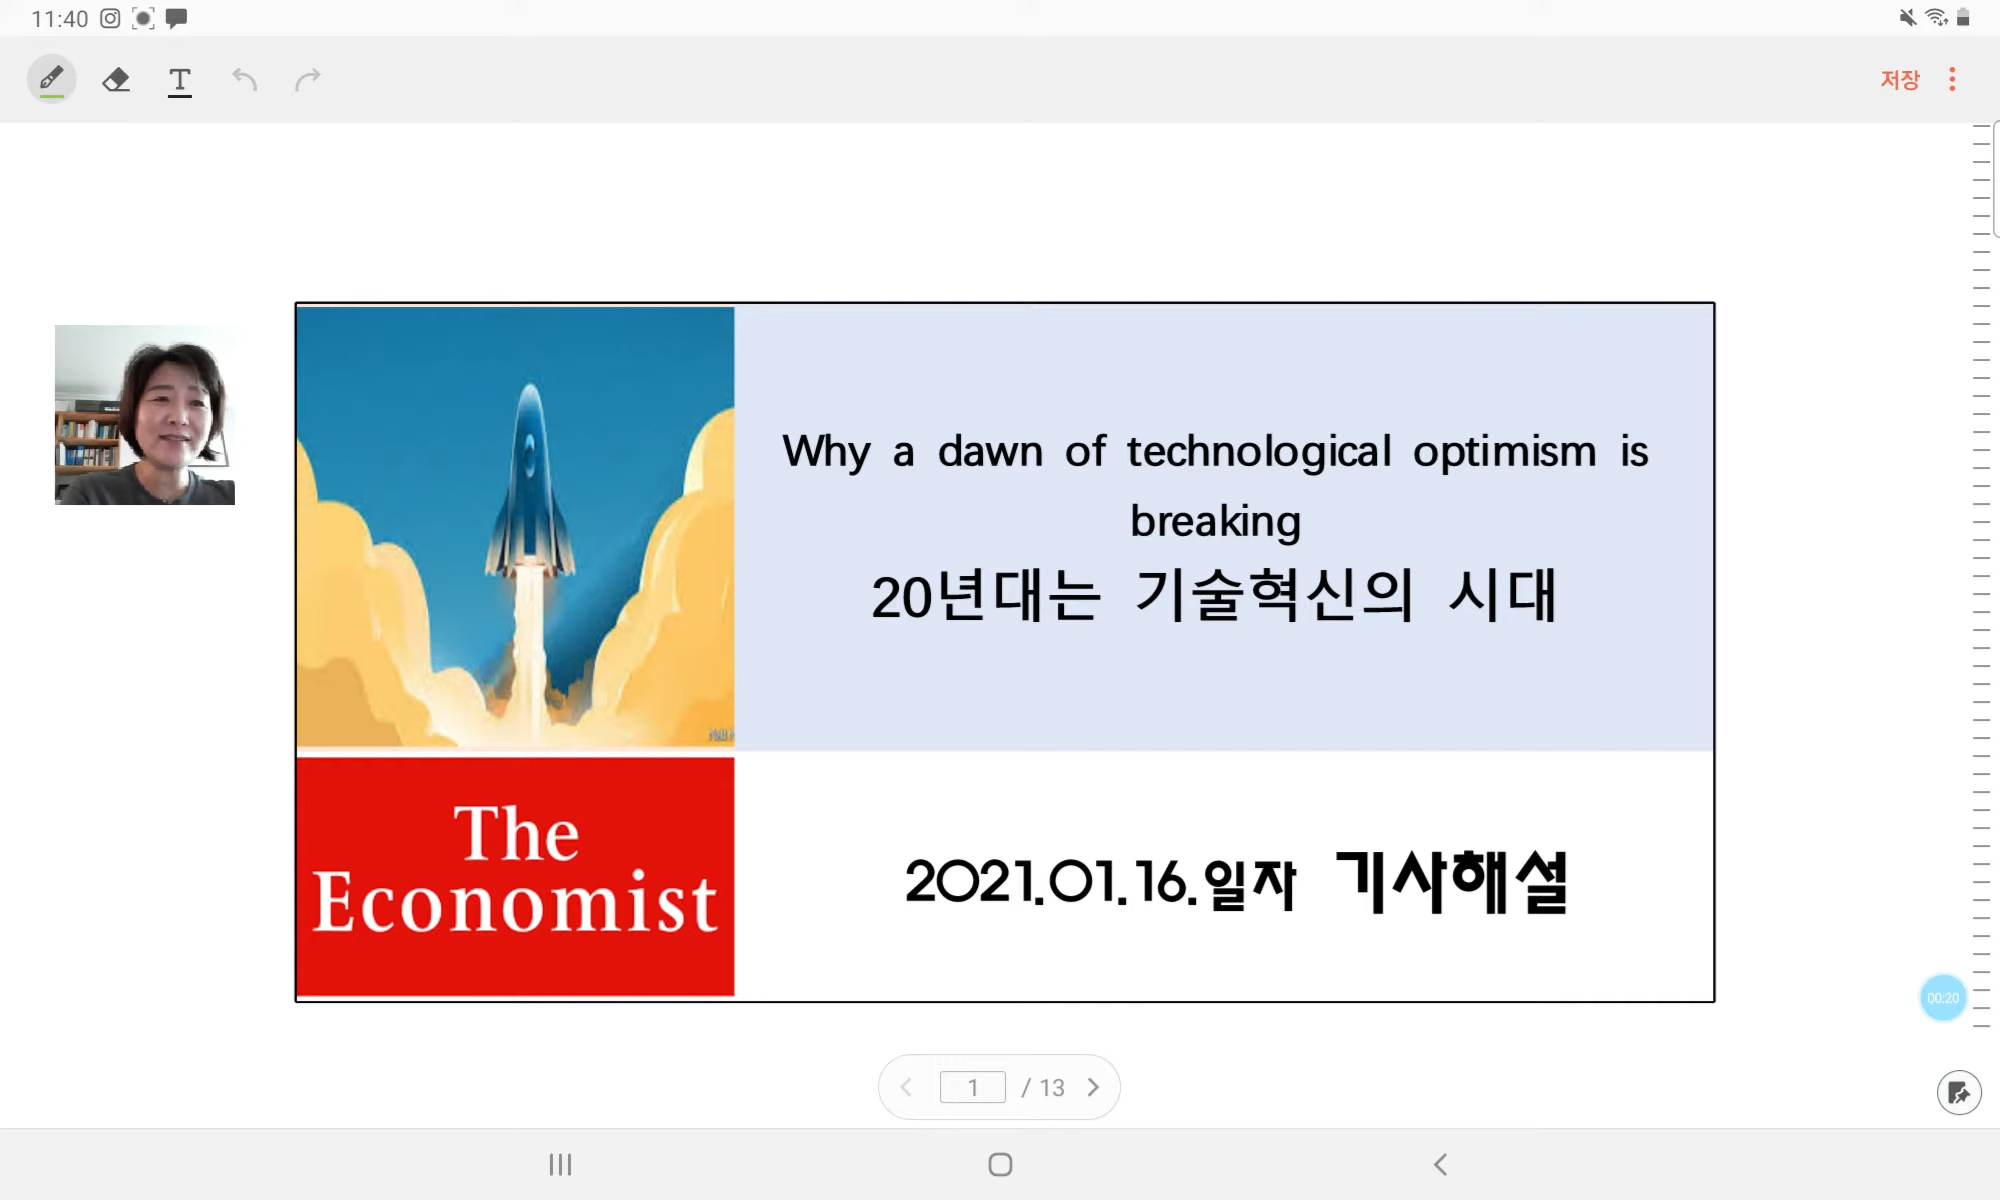 11:40
저장
Why a dawn of technological optimism is
breaking
20년대는 기술혁신의 시대
The
Economist
2021.01.16.일자 기사해설
00:20
1 / 13